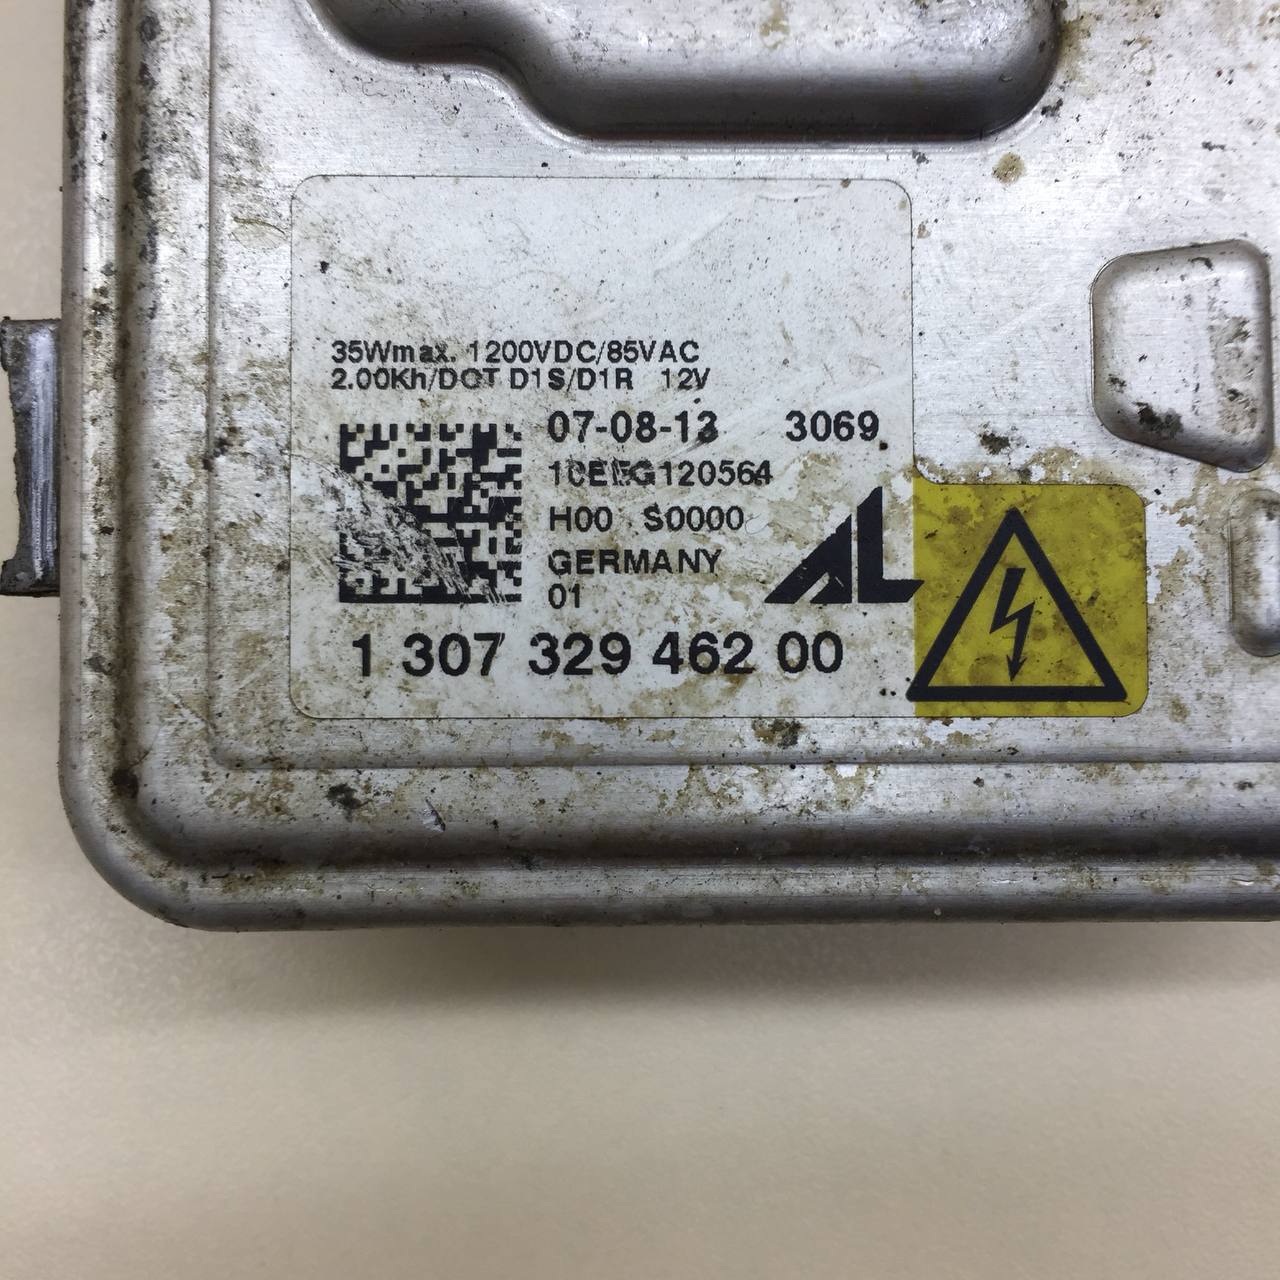 35Wmax. 1200VDC/85VAC
2.00Kh/DOT D1S/D1R 12V
07-08-13 3069
H00 S0000
GERMANY
01
AL
1 307 329 462 00